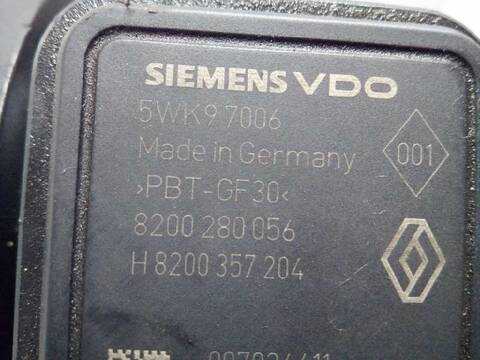 SIEMENS VDO
5WK9 7006
Made in Germany
001
>PBT-GF30<
8200 280 056
H 8200 357 204